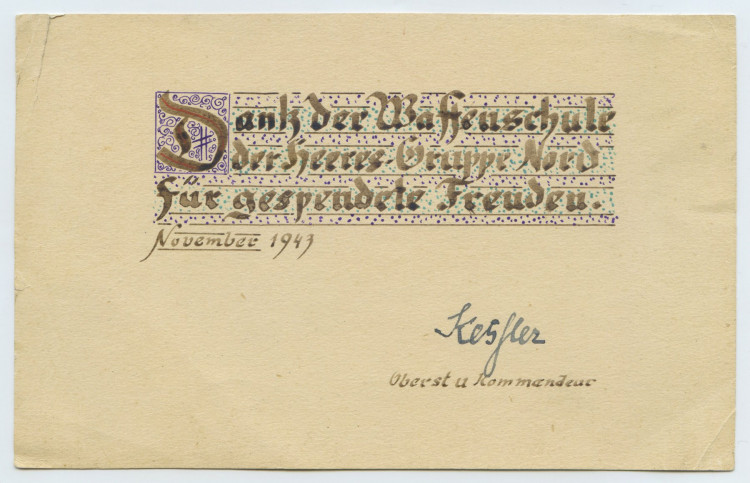 Dank der Waffenschule
der Heeres-Gruppe Nord
für gespendete Freuden.
November 1943
Kessler
Oberst u Kommandeur